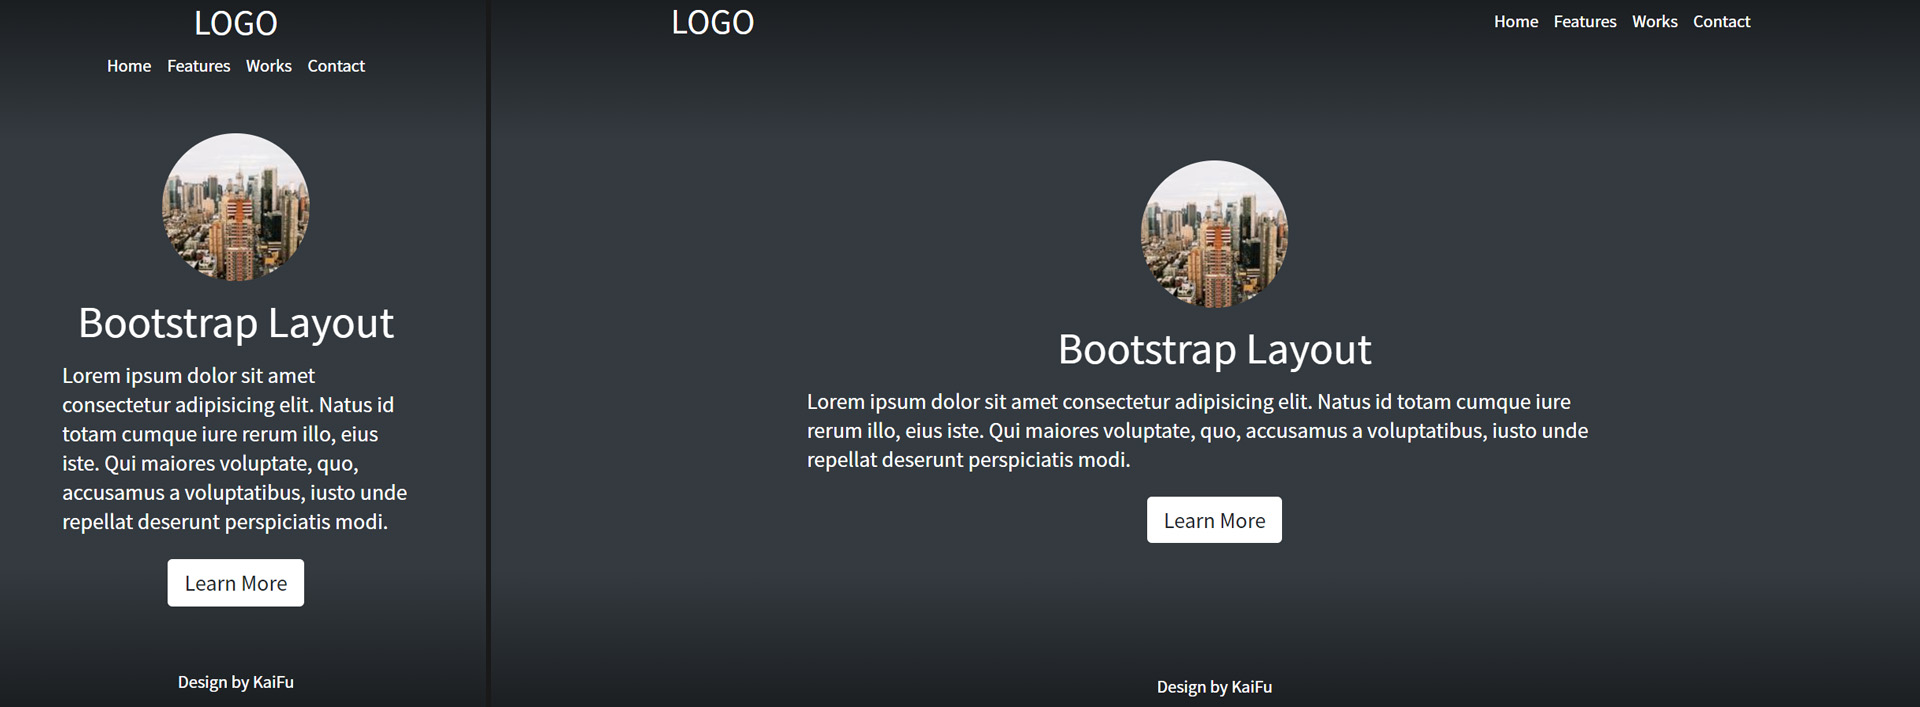 LOGO
Home Features Works Contact
Bootstrap Layout
Lorem ipsum dolor sit amet
consectetur adipisicing elit. Natus id
totam cumque iure rerum illo, eius
iste. Qui maiores voluptate, quo,
accusamus a voluptatibus, iusto unde
repellat deserunt perspiciatis modi.
Learn More
Design by KaiFu
LOGO
Home Features Works Contact
Bootstrap Layout
Lorem ipsum dolor sit amet consectetur adipisicing elit. Natus id totam cumque iure
rerum illo, eius iste. Qui maiores voluptate, quo, accusamus a voluptatibus, iusto unde
repellat deserunt perspiciatis modi.
Learn More
Design by KaiFu